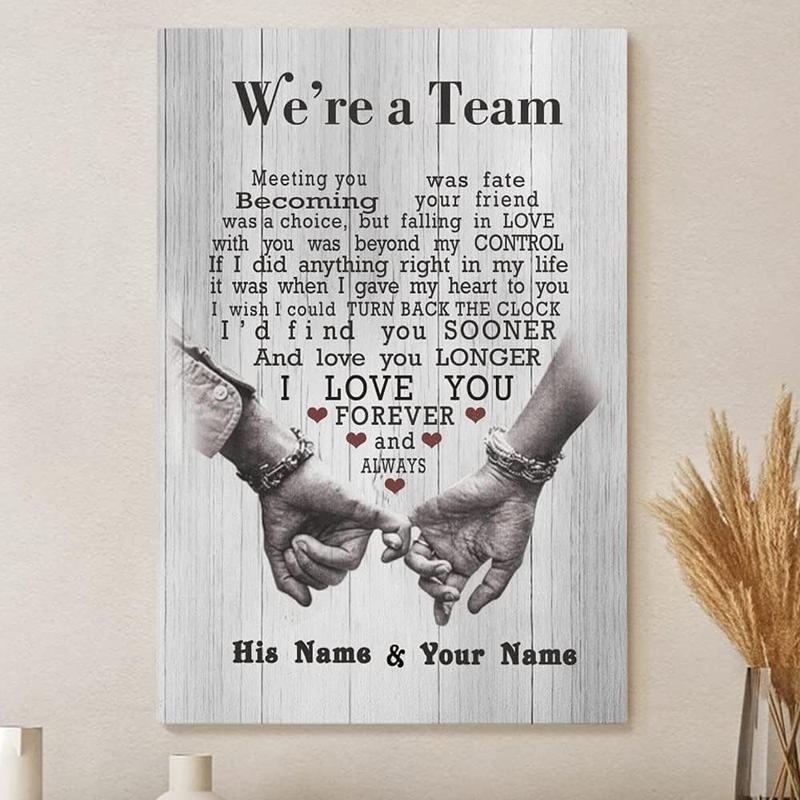 We're a Team
Meeting you was fate
Becoming your friend
was a choice, but falling in LOVE
with you was beyond my CONTROL
If I did anything right in my life
it was when I gave my heart to you
I wish I could TURN BACK THE CLOCK
I'd find you SOONER
And love you LONGER
I LOVE YOU
FOREVER
and
ALWAYS
His Name & Your Name